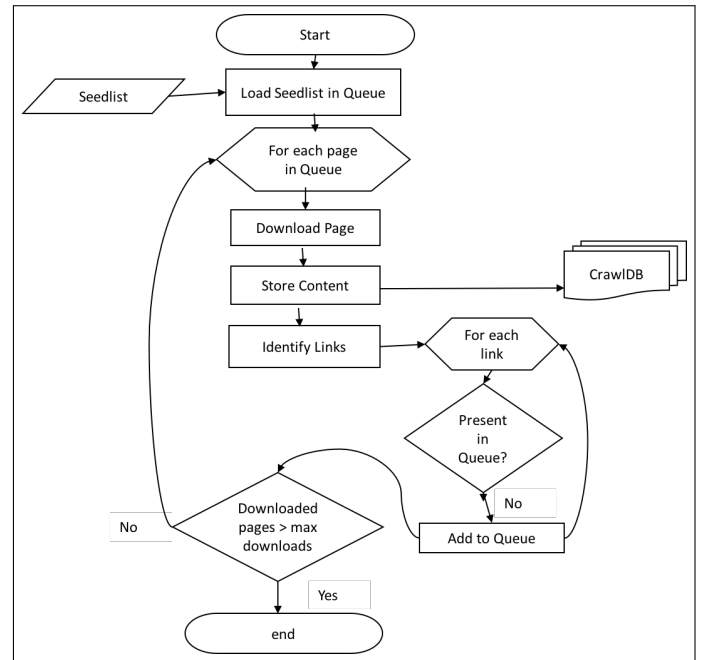 Start
Seedlist
Load Seedlist in Queue
For each page
in Queue
Download Page
Store Content
CrawlDB
Identify Links
For each
link
Present
in
Queue?
No
Add to Queue
Downloaded
pages > max
downloads
No
Yes
end